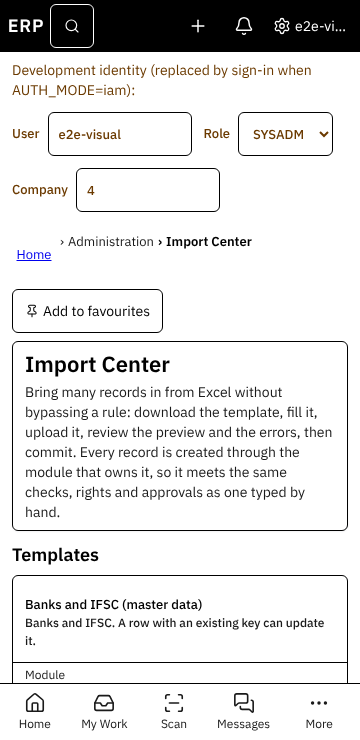 ERP
e2e-vi...
Development identity (replaced by sign-in when
AUTH_MODE=iam):
User e2e-visual Role SYSADM
Company 4
Home › Administration › Import Center
Add to favourites
Import Center
Bring many records in from Excel without
bypassing a rule: download the template, fill it,
upload it, review the preview and the errors, then
commit. Every record is created through the
module that owns it, so it meets the same
checks, rights and approvals as one typed by
hand.
Templates
Banks and IFSC (master data)
Banks and IFSC. A row with an existing key can update
it.
Module
Home My Work Scan Messages More